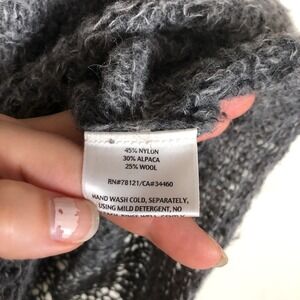 45% NYLON
30% ALPACA
25% WOOL
RN#78121/CA#34460
HAND WASH COLD, SEPARATELY,
USING MILD DETERGENT, NO